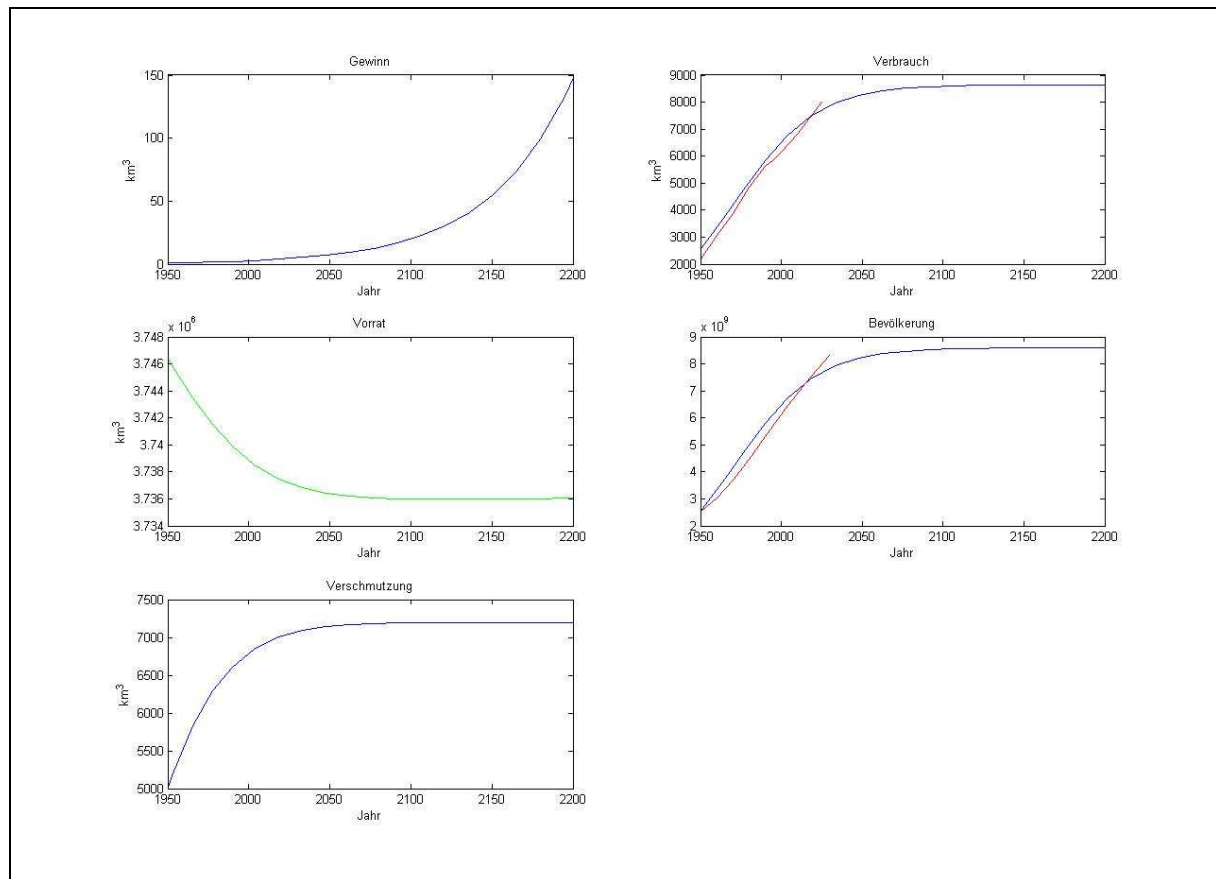 Gewinn
150
100
50
0
km3
1950 2000 2050 2100 2150 2200
Jahr
Verbrauch
9000
8000
7000
6000
5000
4000
3000
2000
km3
1950 2000 2050 2100 2150 2200
Jahr
x 106
Vorrat
3.748
3.746
3.744
3.742
3.74
3.738
3.736
3.734
km3
1950 2000 2050 2100 2150 2200
Jahr
x 109
Bevölkerung
9
8
7
6
5
4
3
2
1950 2000 2050 2100 2150 2200
Jahr
Verschmutzung
7500
7000
6500
6000
5500
5000
km3
1950 2000 2050 2100 2150 2200
Jahr